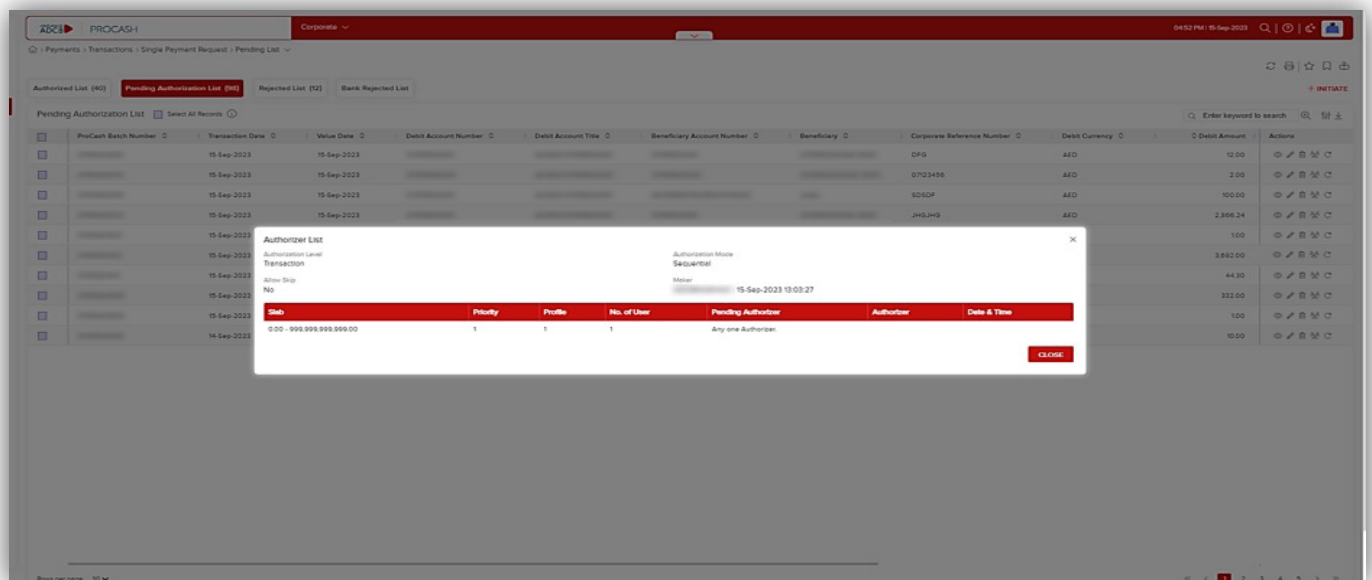 ADCB PROCASH Corporate 04:52 PM | 15-Sep-2023
Payments > Transactions > Single Payment Request > Pending List
Authorized List (40) Pending Authorization List (98) Rejected List (12) Bank Rejected List + INITIATE
Pending Authorization List Select All Records Enter keyword to search
ProCash Batch Number Transaction Date Value Date Debit Account Number Debit Account Title Beneficiary Account Number Beneficiary Corporate Reference Number Debit Currency Debit Amount Actions
15-Sep-2023 15-Sep-2023 DFG AED 12.00
15-Sep-2023 15-Sep-2023 07123456 AED 2.00
15-Sep-2023 15-Sep-2023 SDSDF AED 100.00
15-Sep-2023 15-Sep-2023 JHGJHG AED 2,866.24
15-Sep-2023 1.00
15-Sep-2023 3,692.00
15-Sep-2023 44.30
15-Sep-2023 332.00
15-Sep-2023 1.00
14-Sep-2023 10.00
Authorizer List
Authorization Level Authorization Mode
Transaction Sequential
Allow Skip Maker
No 15-Sep-2023 13:03:27
Slab Priority Profile No. of User Pending Authorizer Authorizer Date & Time
0.00 - 999,999,999,999.00 1 1 1 Any one Authorizer.
CLOSE
Rows per page 10 1 2 3 4 5